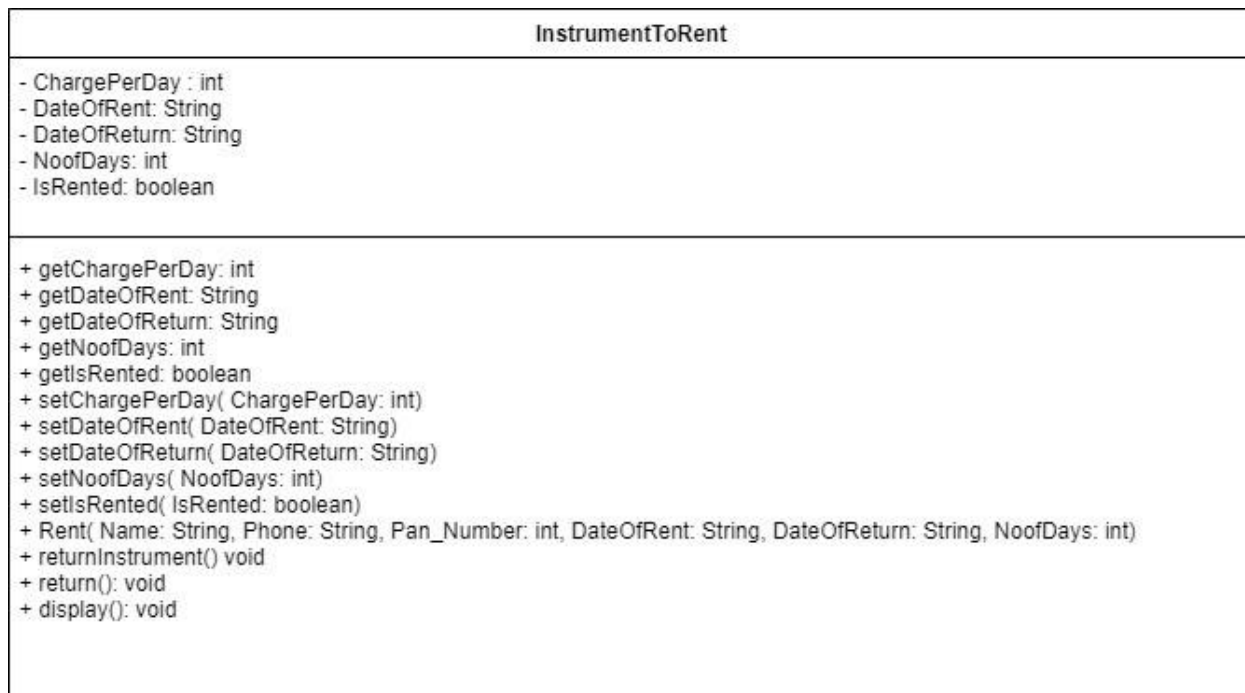 InstrumentToRent
- ChargePerDay : int
- DateOfRent: String
- DateOfReturn: String
- NoofDays: int
- IsRented: boolean
+ getChargePerDay: int
+ getDateOfRent: String
+ getDateOfReturn: String
+ getNoofDays: int
+ getIsRented: boolean
+ setChargePerDay( ChargePerDay: int)
+ setDateOfRent( DateOfRent: String)
+ setDateOfReturn( DateOfReturn: String)
+ setNoofDays( NoofDays: int)
+ setIsRented( IsRented: boolean)
+ Rent( Name: String, Phone: String, Pan_Number: int, DateOfRent: String, DateOfReturn: String, NoofDays: int)
+ returnInstrument() void
+ return(): void
+ display(): void